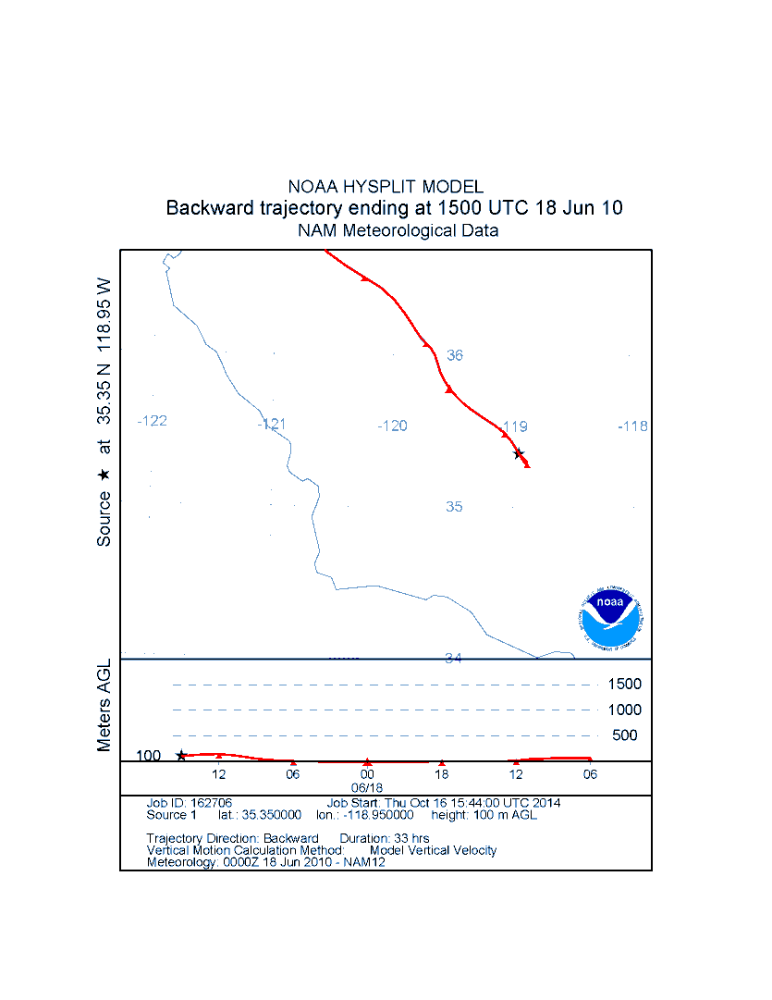 NOAA HYSPLIT MODEL
Backward trajectory ending at 1500 UTC 18 Jun 10
NAM Meteorological Data
Source ★ at 35.35 N 118.95 W
36
-122 -121 -120 -119 -118
35
noaa
34
Meters AGL
1500
1000
500
100
12 06 00 18 12 06
06/18
Job ID: 162706 Job Start: Thu Oct 16 15:44:00 UTC 2014
Source 1 lat.: 35.350000 lon.: -118.950000 height: 100 m AGL
Trajectory Direction: Backward Duration: 33 hrs
Vertical Motion Calculation Method: Model Vertical Velocity
Meteorology: 0000Z 18 Jun 2010 - NAM12